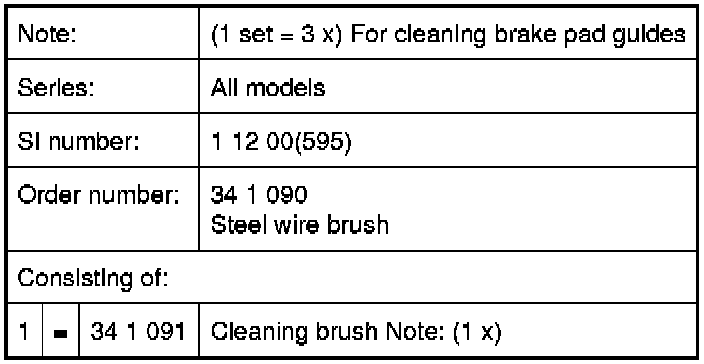 Note: (1 set = 3 x) For cleaning brake pad guides
Series: All models
SI number: 1 12 00(595)
Order number: 34 1 090
Steel wire brush
Consisting of:
1 = 34 1 091 Cleaning brush Note: (1 x)